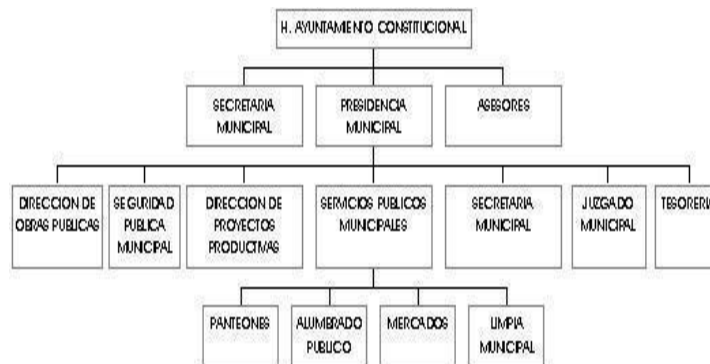 H. AYUNTAMIENTO CONSTITUCIONAL
SECRETARIA
MUNICIPAL
PRESIDENCIA
MUNICIPAL
ASESORES
DIRECCION DE
OBRAS PUBLICAS
SEGURIDAD
PUBLICA
MUNICIPAL
DIRECCION DE
PROYECTOS
PRODUCTIVAS
SERVICIOS PUBLICOS
MUNICIPALES
SECRETARIA
MUNICIPAL
JUZGADO
MUNICIPAL
TESORERIA
PANTEONES
ALUMBRADO
PUBLICO
MERCADOS
LIMPIA
MUNICIPAL